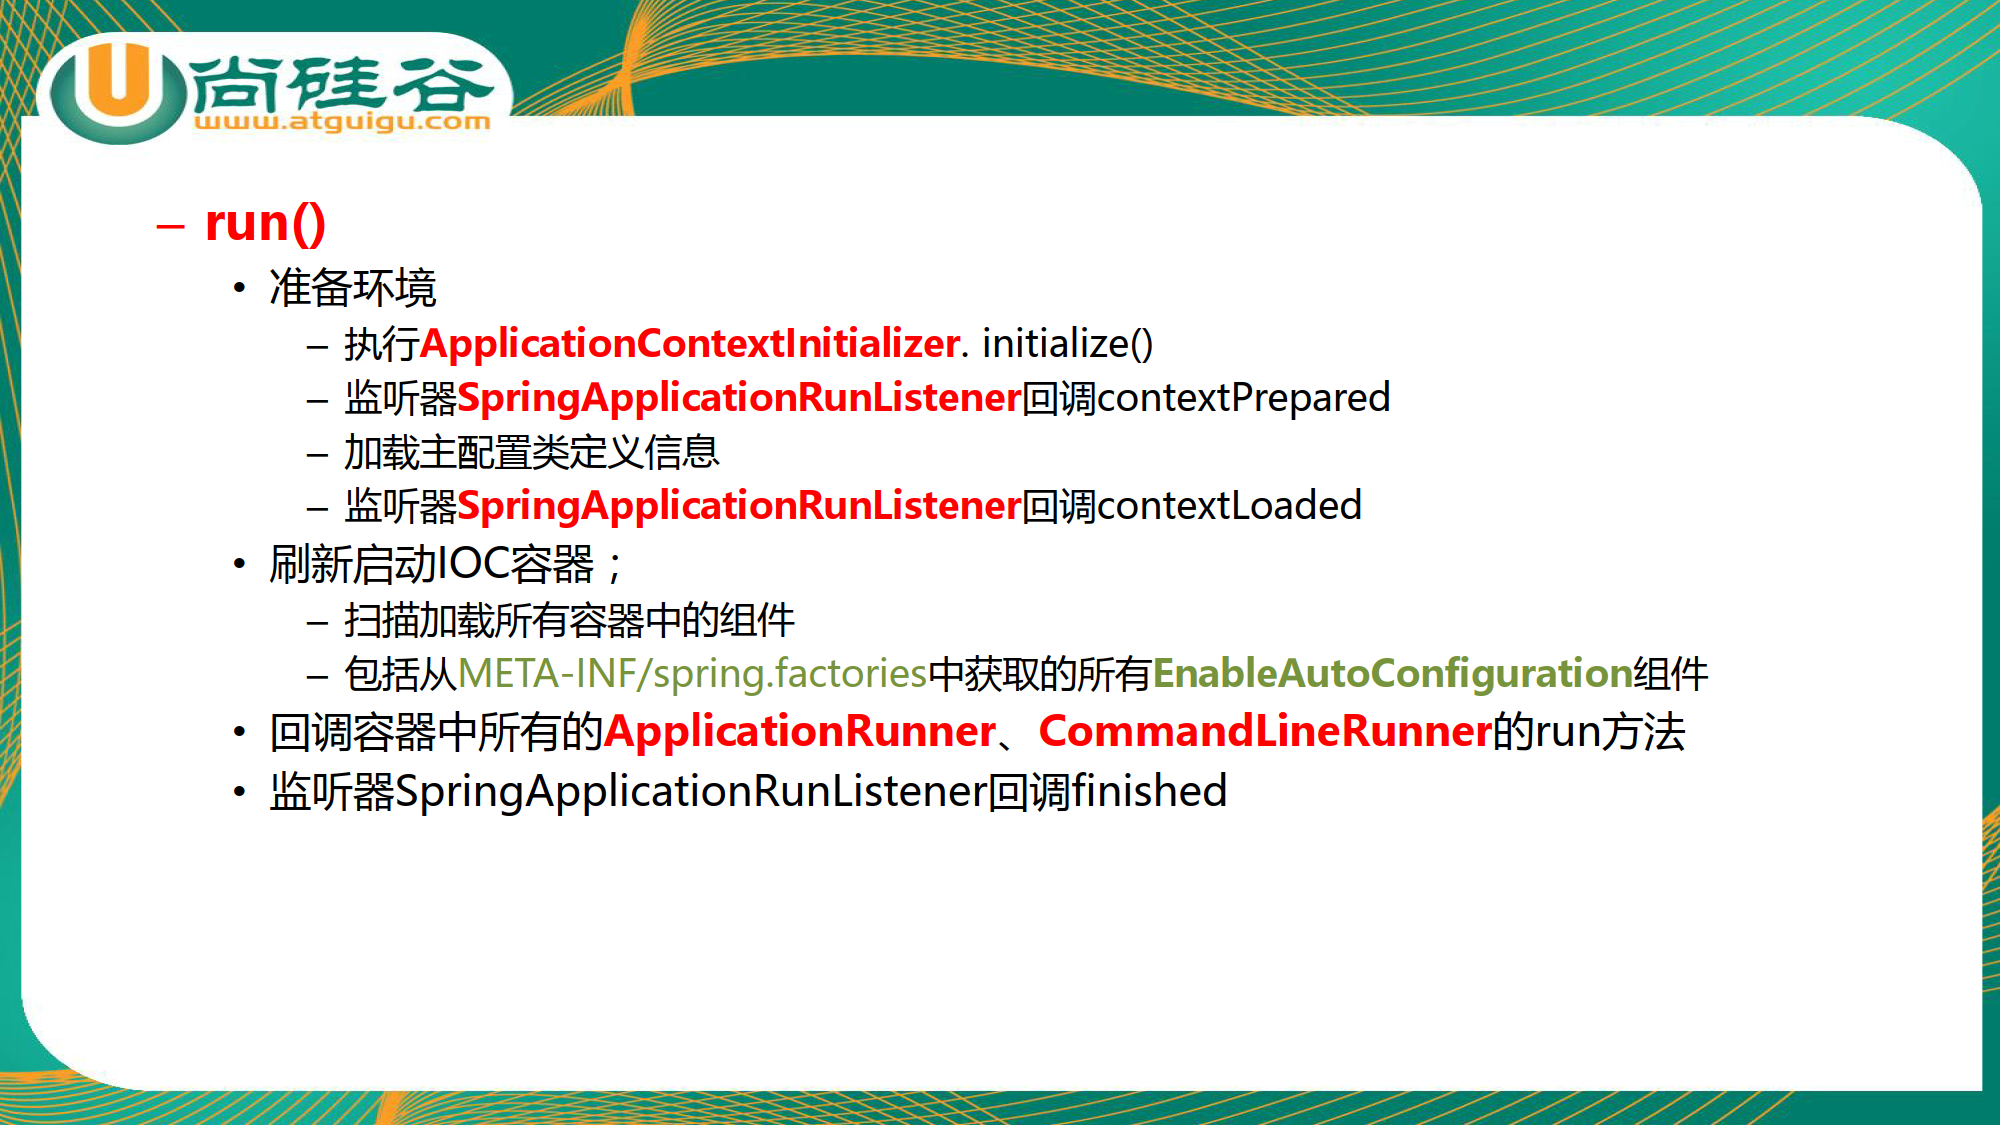 尚硅谷
www.atguigu.com
– run()
• 准备环境
– 执行ApplicationContextInitializer. initialize()
– 监听器SpringApplicationRunListener回调contextPrepared
– 加载主配置类定义信息
– 监听器SpringApplicationRunListener回调contextLoaded
• 刷新启动IOC容器；
– 扫描加载所有容器中的组件
– 包括从META-INF/spring.factories中获取的所有EnableAutoConfiguration组件
• 回调容器中所有的ApplicationRunner、CommandLineRunner的run方法
• 监听器SpringApplicationRunListener回调finished